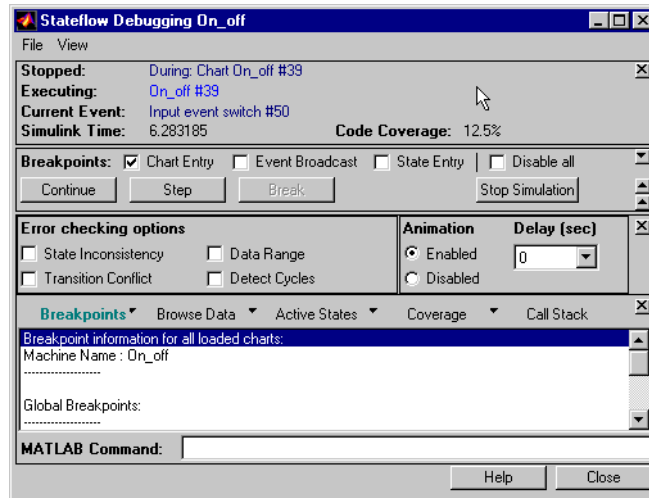 Stateflow Debugging On_off
File View
Stopped: During: Chart On_off #39
Executing: On_off #39
Current Event: Input event switch #50
Simulink Time: 6.283185 Code Coverage: 12.5%
Breakpoints: Chart Entry Event Broadcast State Entry Disable all
Continue Step Break Stop Simulation
Error checking options Animation Delay (sec)
State Inconsistency Data Range Enabled 0
Transition Conflict Detect Cycles Disabled
Breakpoints Browse Data Active States Coverage Call Stack
Breakpoint information for all loaded charts:
Machine Name : On_off
--------------------
Global Breakpoints:
--------------------
MATLAB Command:
Help Close